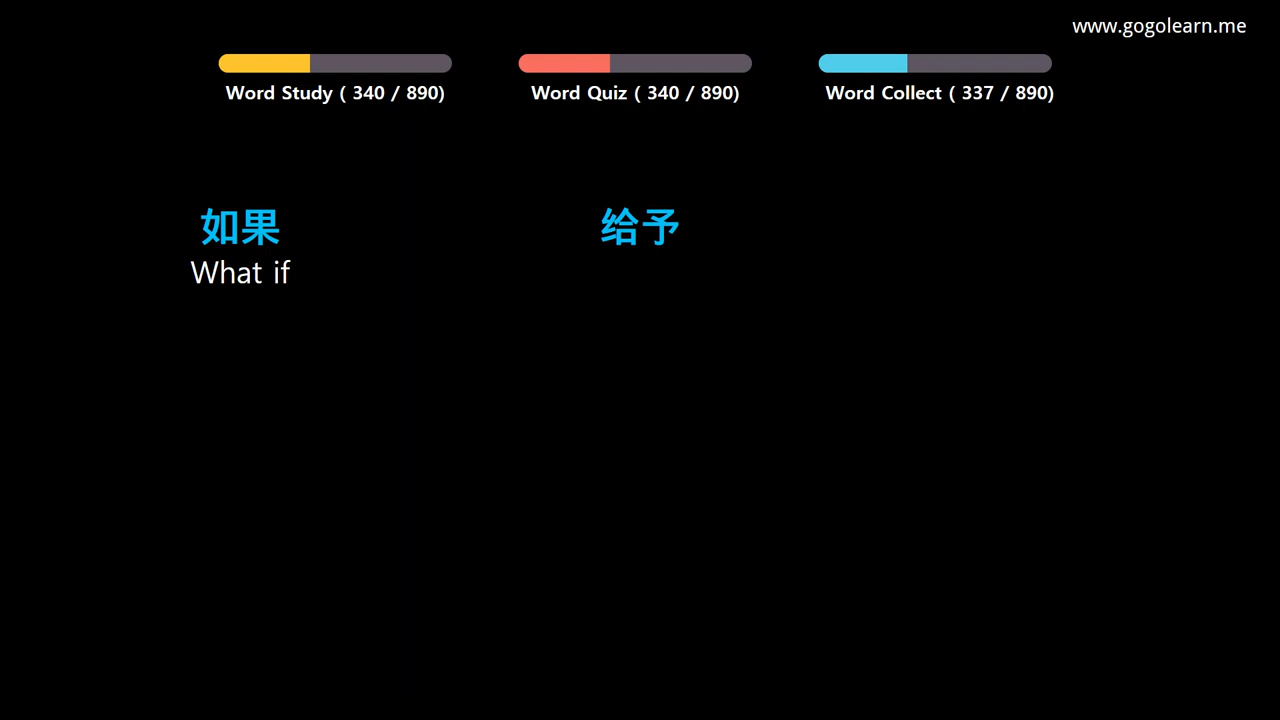 www.gogolearn.me
Word Study ( 340 / 890)
Word Quiz ( 340 / 890)
Word Collect ( 337 / 890)
如果
What if
给予